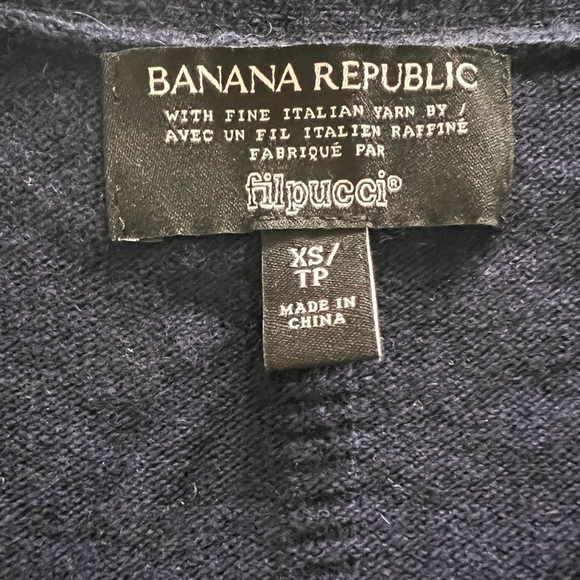 BANANA REPUBLIC
WITH FINE ITALIAN YARN BY /
AVEC UN FIL ITALIEN RAFFINÉ
FABRIQUÉ PAR
filpucci®
XS/
TP
MADE IN
CHINA